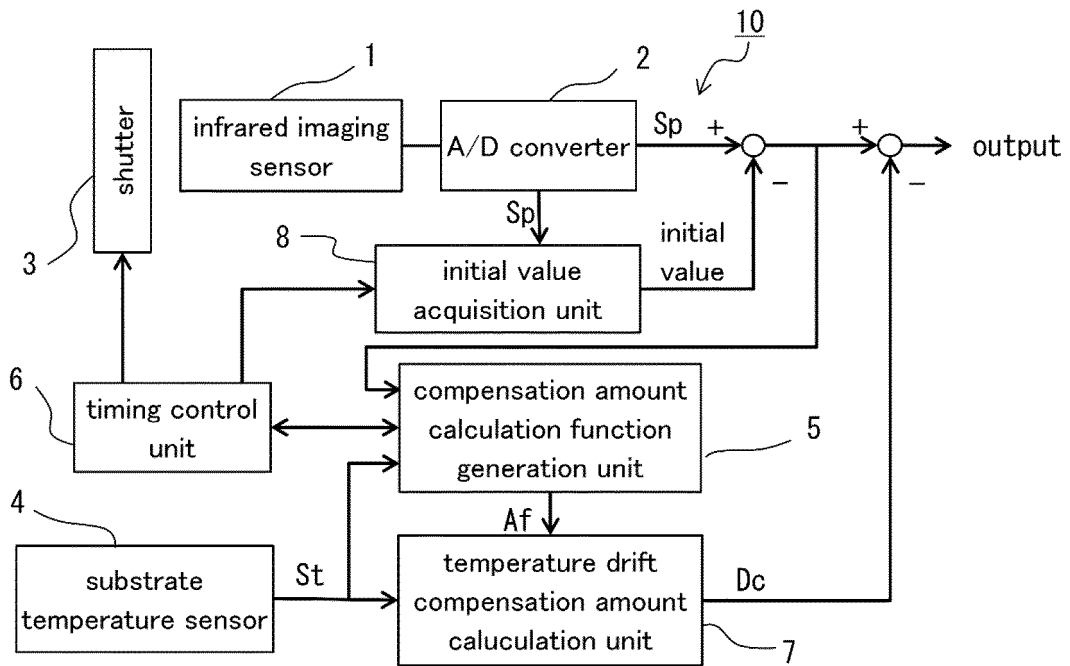 10
1
2
infrared imaging
sensor
A/D converter
Sp
+
+
output
−
−
shutter
3
Sp
8
initial value
acquisition unit
initial
value
6
timing control
unit
compensation amount
calculation function
generation unit
5
4
Af
substrate
temperature sensor
St
temperature drift
compensation amount
caluculation unit
Dc
7